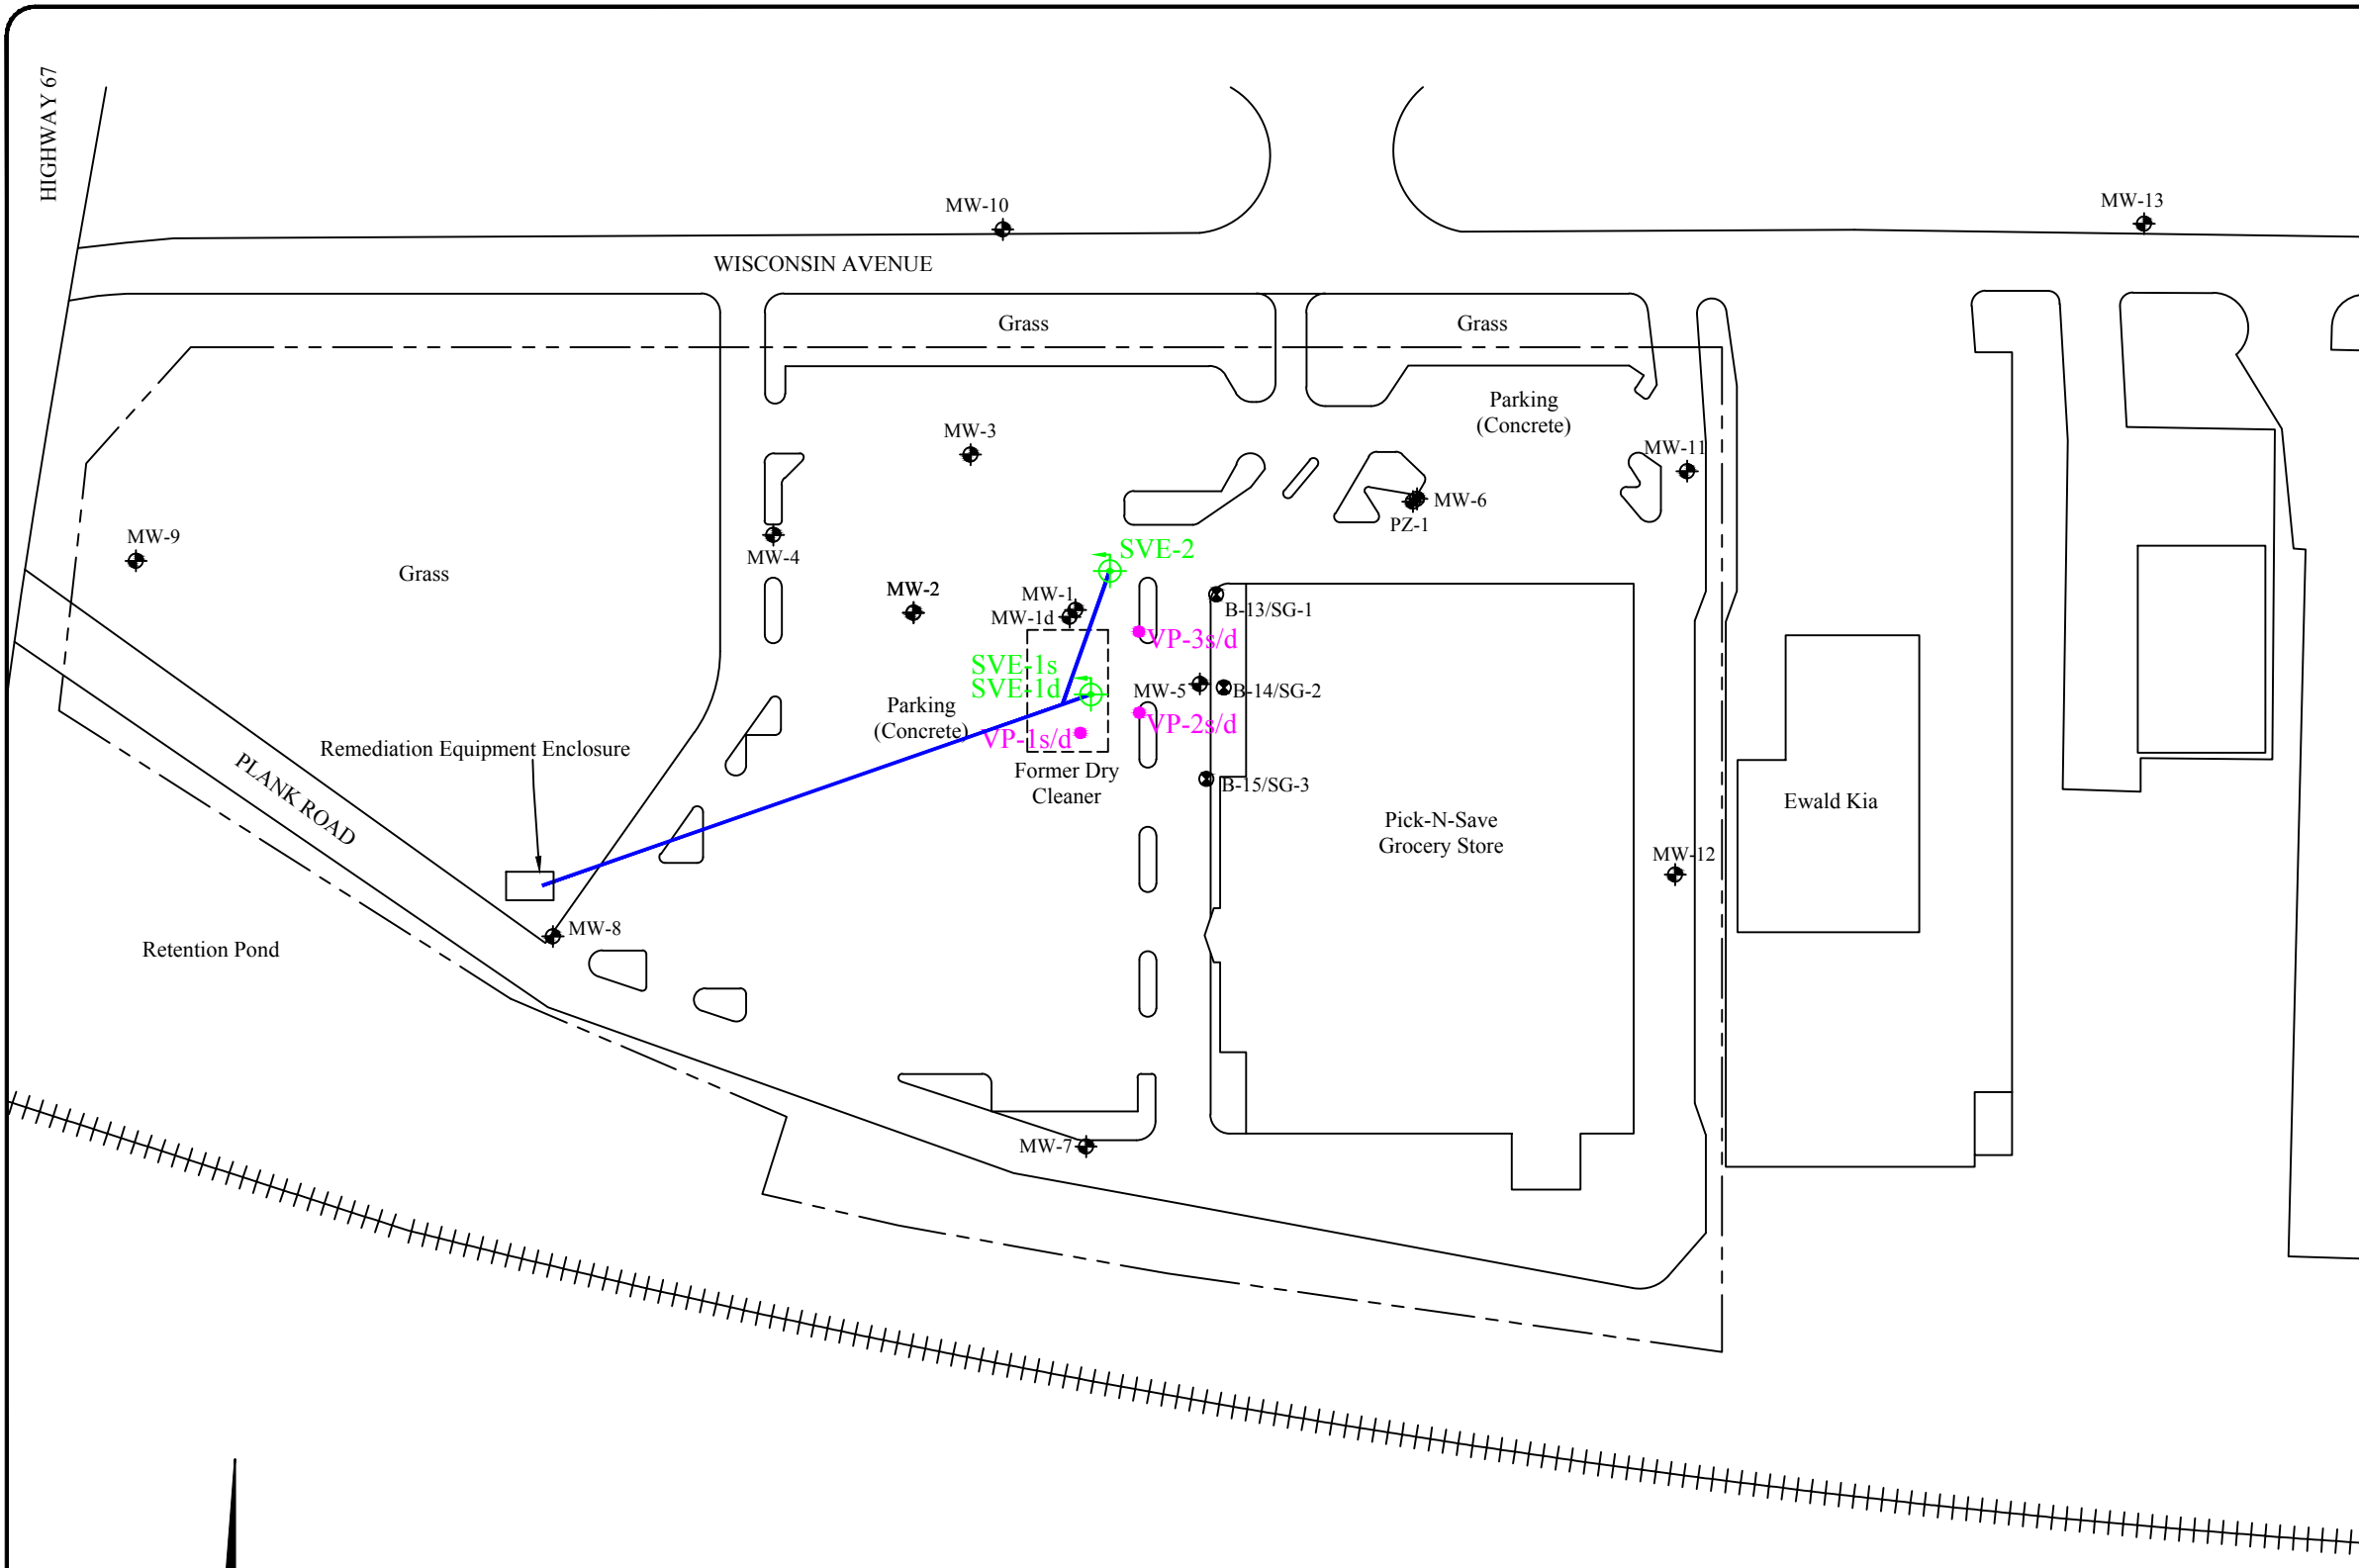 HIGHWAY 67
MW-10
MW-13
WISCONSIN AVENUE
Grass
Grass
Parking
(Concrete)
MW-3
MW-11
MW-6
PZ-1
MW-9
MW-4
SVE-2
Grass
MW-2
MW-1
MW-1d
B-13/SG-1
VP-3s/d
SVE-1s
SVE-1d
MW-5
B-14/SG-2
Parking
(Concrete)
VP-2s/d
VP-1s/d
Remediation Equipment Enclosure
PLANK ROAD
Former Dry
Cleaner
B-15/SG-3
Ewald Kia
Pick-N-Save
Grocery Store
MW-12
MW-8
Retention Pond
MW-7